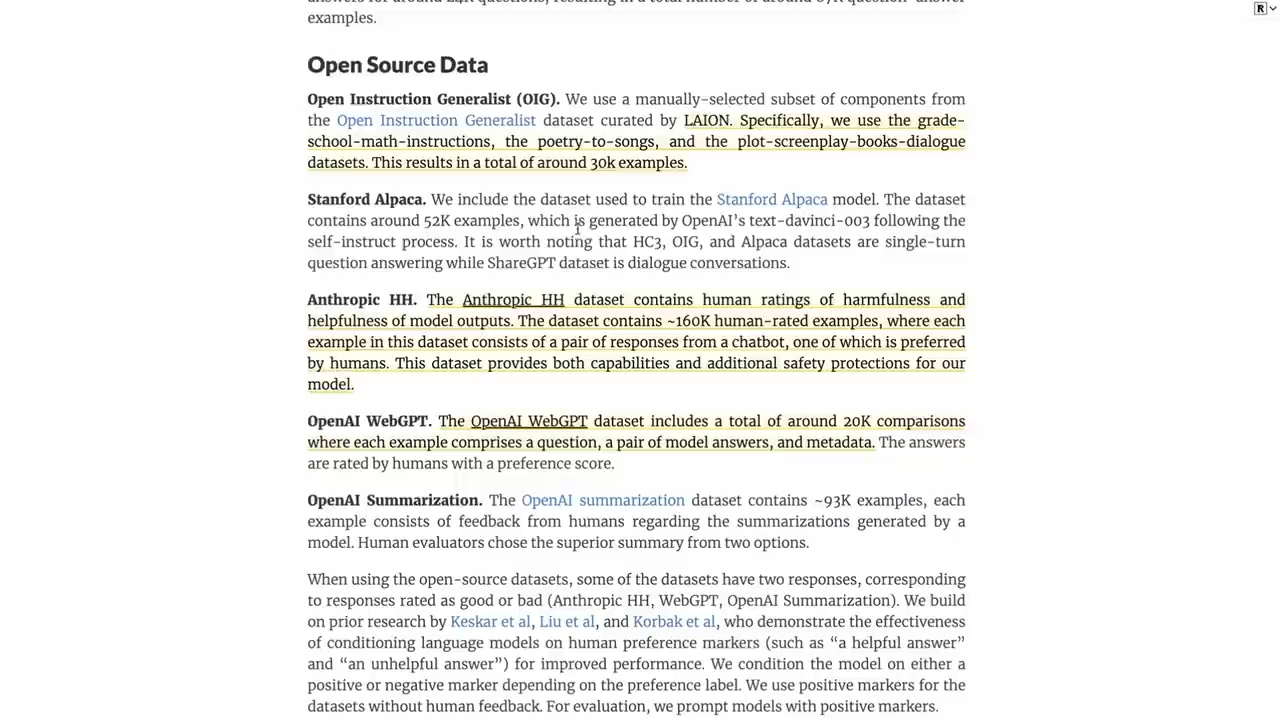 answers for around 24K questions, resulting in a total number of around 87K question-answer
examples.
Open Source Data
Open Instruction Generalist (OIG). We use a manually-selected subset of components from
the Open Instruction Generalist dataset curated by LAION. Specifically, we use the grade-
school-math-instructions, the poetry-to-songs, and the plot-screenplay-books-dialogue
datasets. This results in a total of around 30k examples.
Stanford Alpaca. We include the dataset used to train the Stanford Alpaca model. The dataset
contains around 52K examples, which is generated by OpenAI's text-davinci-003 following the
self-instruct process. It is worth noting that HC3, OIG, and Alpaca datasets are single-turn
question answering while ShareGPT dataset is dialogue conversations.
Anthropic HH. The Anthropic HH dataset contains human ratings of harmfulness and
helpfulness of model outputs. The dataset contains ~160K human-rated examples, where each
example in this dataset consists of a pair of responses from a chatbot, one of which is preferred
by humans. This dataset provides both capabilities and additional safety protections for our
model.
OpenAI WebGPT. The OpenAI WebGPT dataset includes a total of around 20K comparisons
where each example comprises a question, a pair of model answers, and metadata. The answers
are rated by humans with a preference score.
OpenAI Summarization. The OpenAI summarization dataset contains ~93K examples, each
example consists of feedback from humans regarding the summarizations generated by a
model. Human evaluators chose the superior summary from two options.
When using the open-source datasets, some of the datasets have two responses, corresponding
to responses rated as good or bad (Anthropic HH, WebGPT, OpenAI Summarization). We build
on prior research by Keskar et al, Liu et al, and Korbak et al, who demonstrate the effectiveness
of conditioning language models on human preference markers (such as “a helpful answer”
and “an unhelpful answer”) for improved performance. We condition the model on either a
positive or negative marker depending on the preference label. We use positive markers for the
datasets without human feedback. For evaluation, we prompt models with positive markers.
R